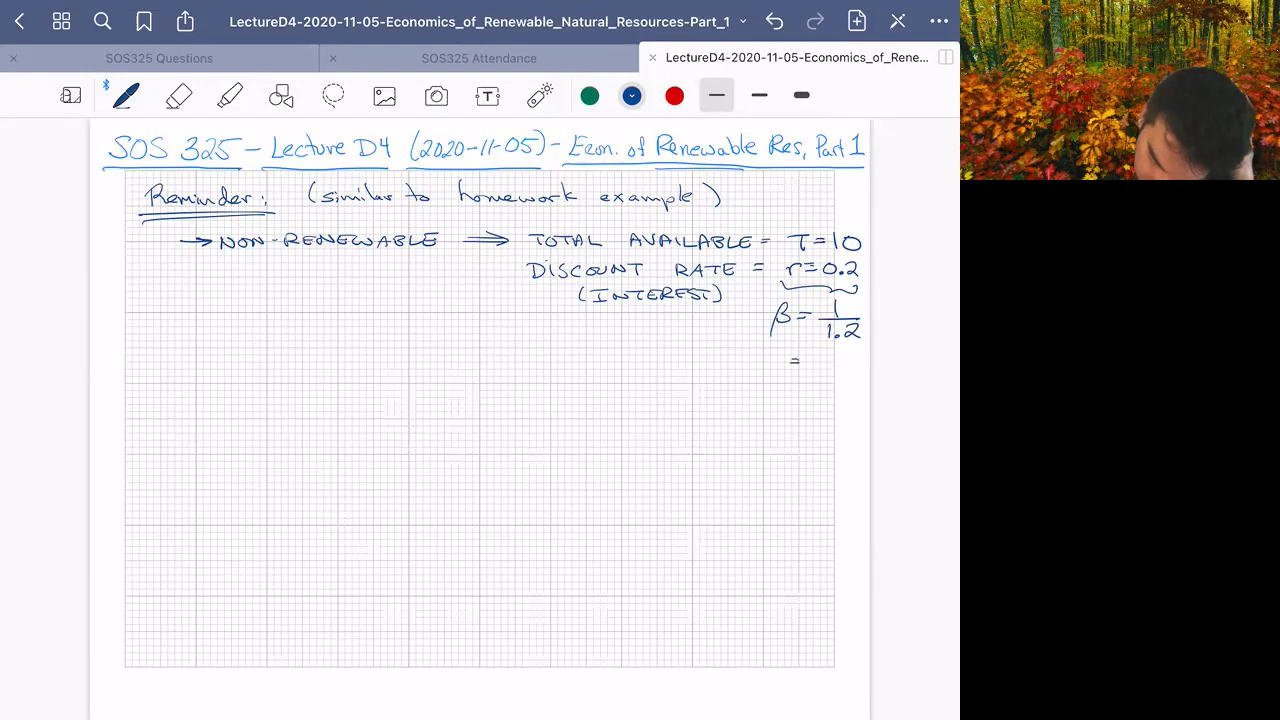 LectureD4-2020-11-05-Economics_of_Renewable_Natural_Resources-Part_1
SOS325 Questions
SOS325 Attendance
LectureD4-2020-11-05-Economics_of_Rene...
T
SOS 325 - Lecture D4 (2020-11-05) - Econ. of Renewable Res, Part 1
Reminder: (similar to homework example)
→ NON-RENEWABLE ⇒ TOTAL AVAILABLE = T=10
DISCOUNT RATE = r=0.2
(INTEREST)
β = 1/1.2
=